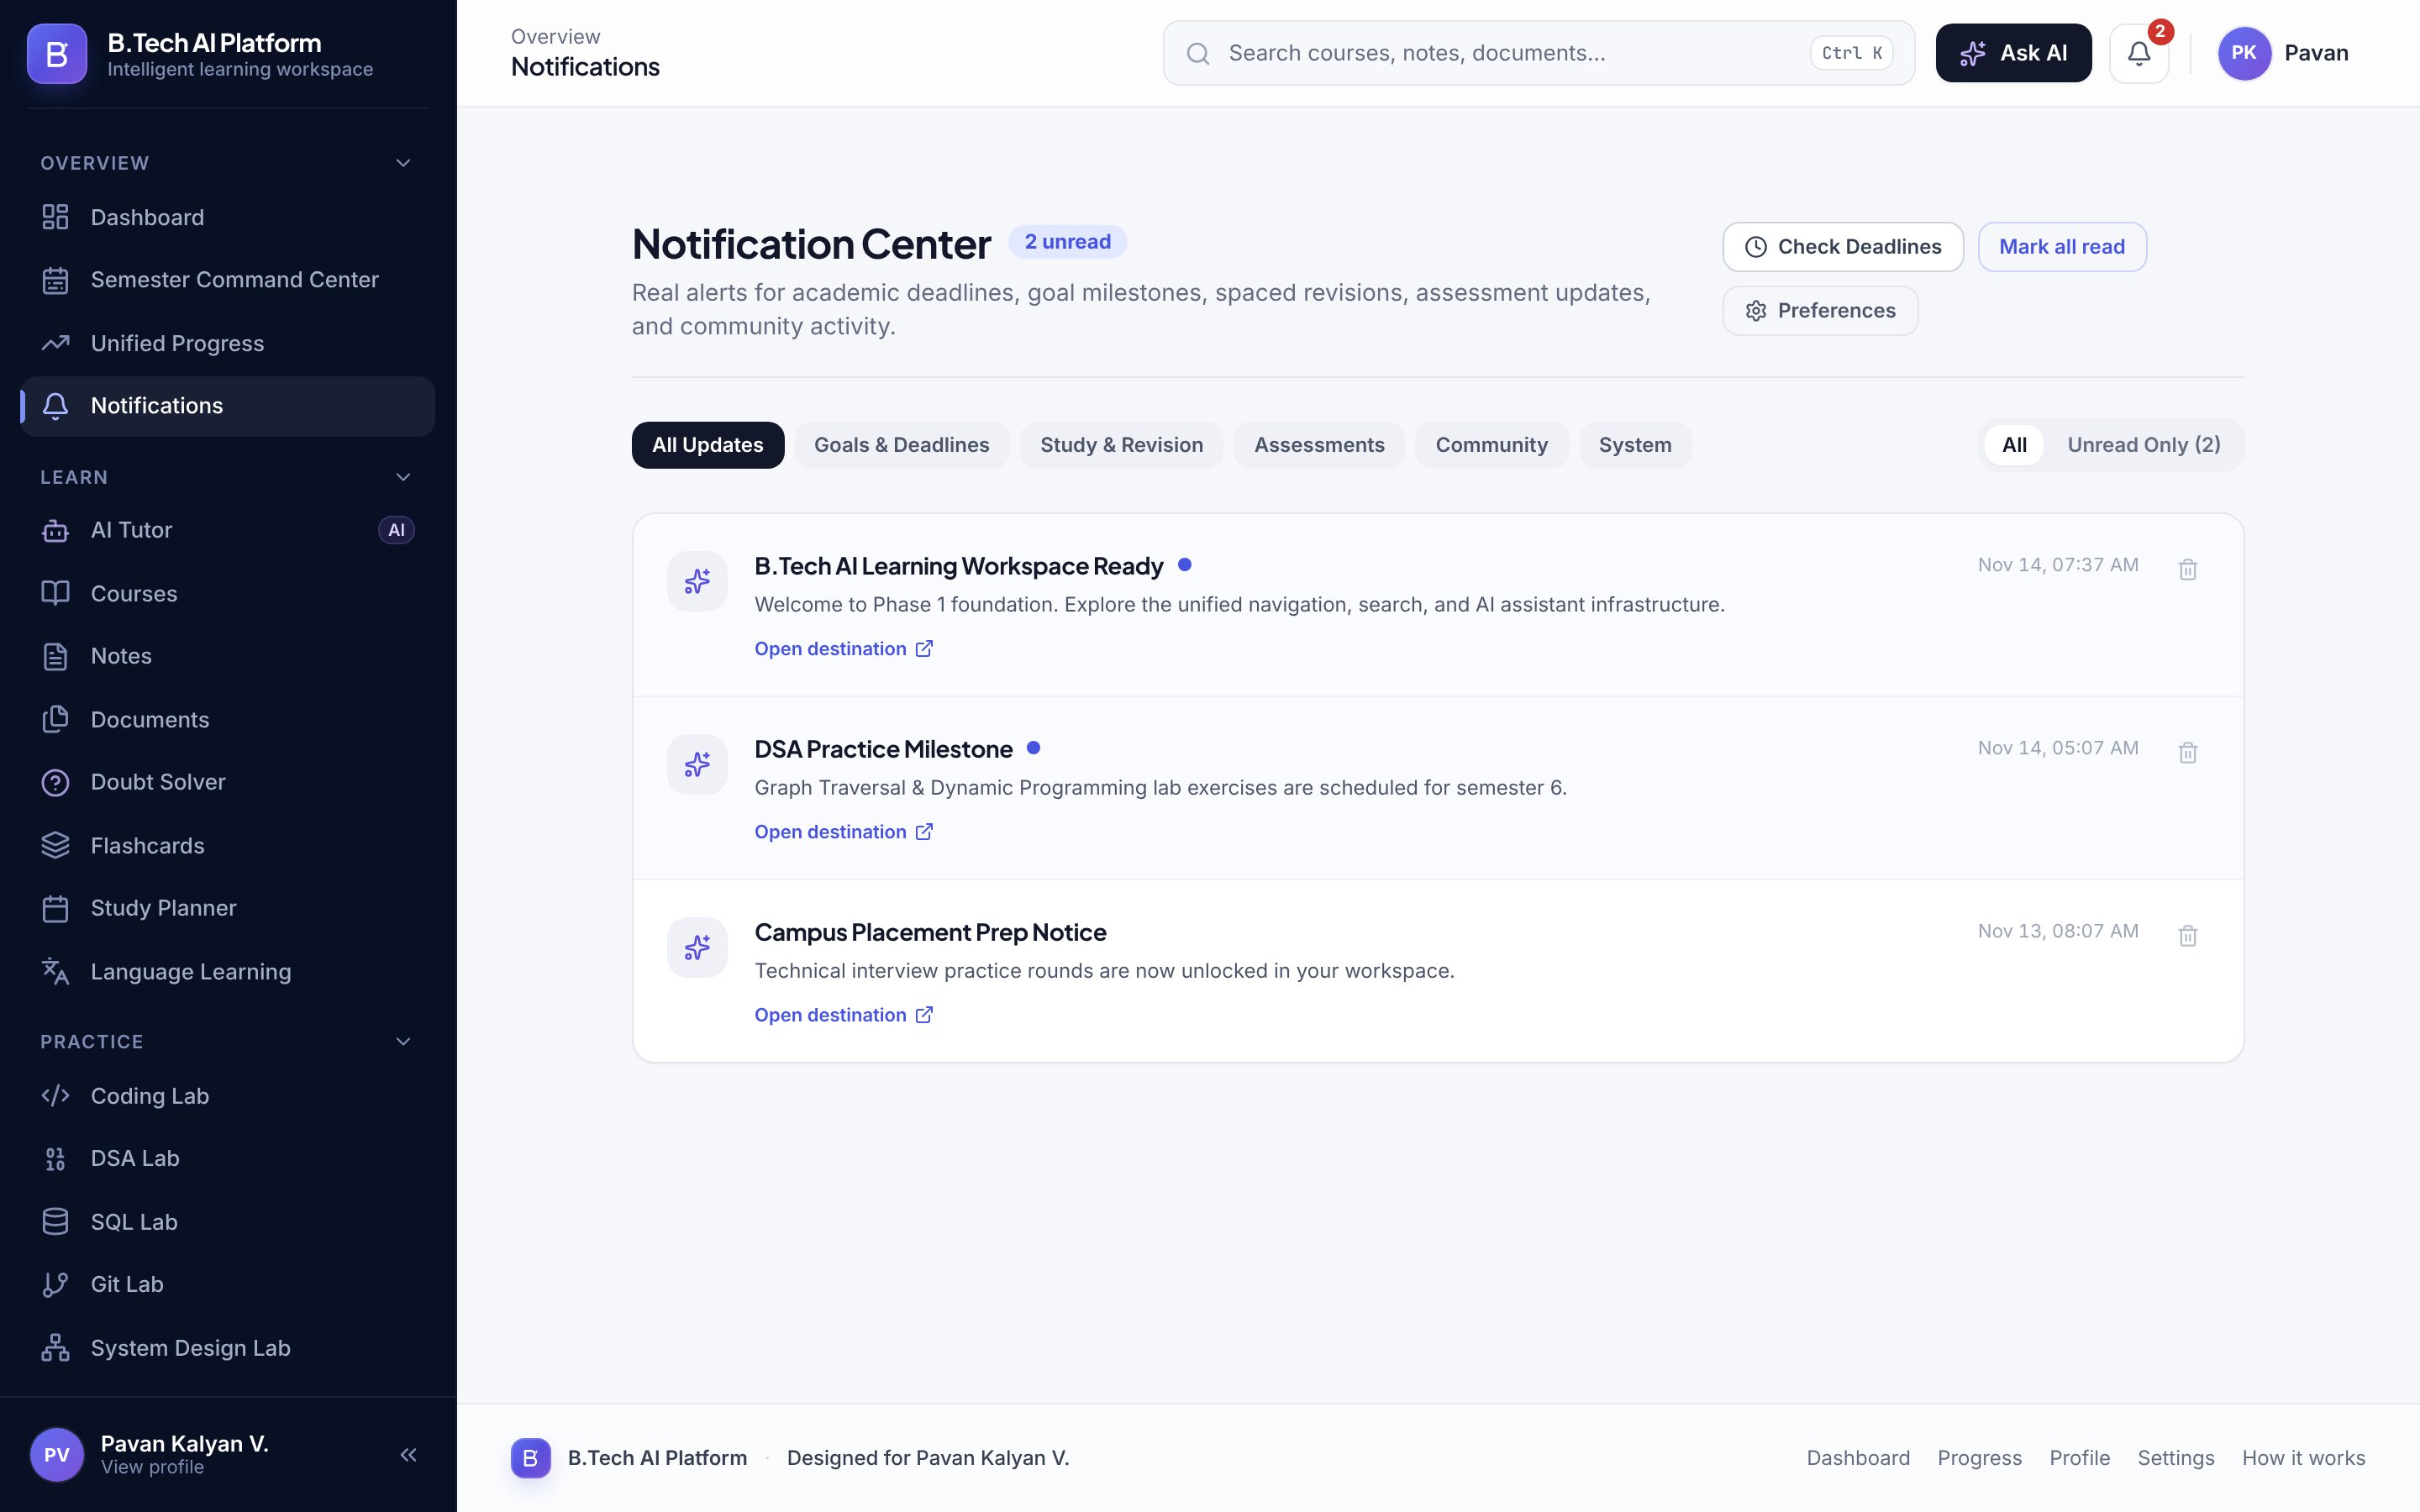 B.Tech AI Platform
Intelligent learning workspace
OVERVIEW
Dashboard
Semester Command Center
Unified Progress
Notifications
LEARN
AI Tutor
AI
Courses
Notes
Documents
Doubt Solver
Flashcards
Study Planner
Language Learning
PRACTICE
Coding Lab
DSA Lab
SQL Lab
Git Lab
System Design Lab
PV
Pavan Kalyan V.
View profile
Overview
Notifications
Search courses, notes, documents...
Ctrl K
Ask AI
2
PK
Pavan
Notification Center
2 unread
Real alerts for academic deadlines, goal milestones, spaced revisions, assessment updates,
and community activity.
Check Deadlines
Mark all read
Preferences
All Updates
Goals & Deadlines
Study & Revision
Assessments
Community
System
All
Unread Only (2)
B.Tech AI Learning Workspace Ready
Nov 14, 07:37 AM
Welcome to Phase 1 foundation. Explore the unified navigation, search, and AI assistant infrastructure.
Open destination
DSA Practice Milestone
Nov 14, 05:07 AM
Graph Traversal & Dynamic Programming lab exercises are scheduled for semester 6.
Open destination
Campus Placement Prep Notice
Nov 13, 08:07 AM
Technical interview practice rounds are now unlocked in your workspace.
Open destination
B
B.Tech AI Platform · Designed for Pavan Kalyan V.
Dashboard
Progress
Profile
Settings
How it works